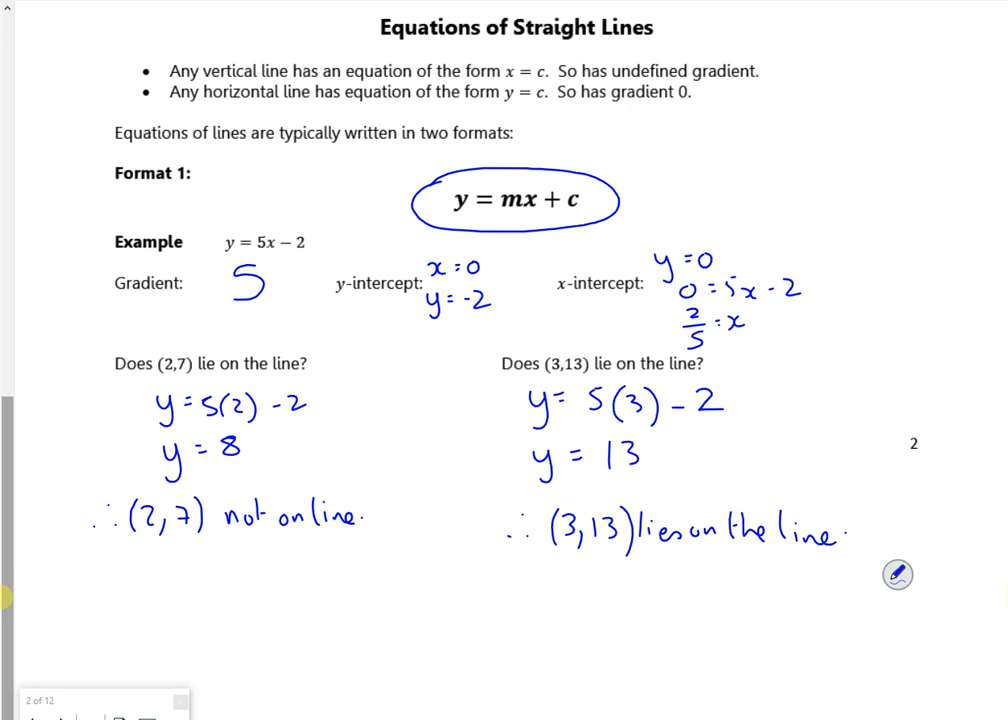 Equations of Straight Lines
• Any vertical line has an equation of the form x = c. So has undefined gradient.
• Any horizontal line has equation of the form y = c. So has gradient 0.
Equations of lines are typically written in two formats:
Format 1:
y = mx + c
Example y = 5x − 2
Gradient: 5 y-intercept: x = 0 x-intercept: y = 0
y = -2 0 = 5x - 2
2/5 = x
Does (2,7) lie on the line? Does (3,13) lie on the line?
y = 5(2) - 2 y = 5(3) - 2
y = 8 y = 13
2
∴ (2,7) not on line. ∴ (3,13) lies on the line.
2 of 12